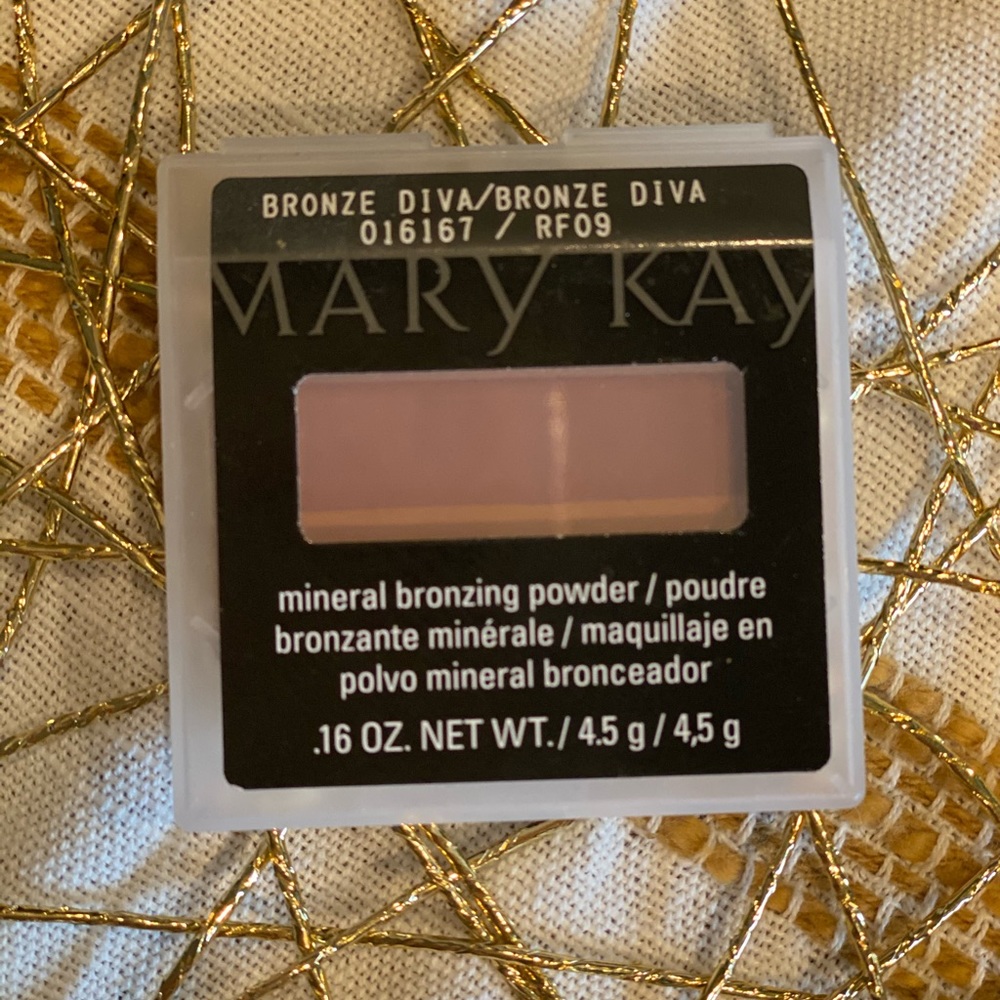 BRONZE DIVA/BRONZE DIVA
016167 / RF09
MARY KAY
mineral bronzing powder / poudre
bronzante minérale / maquillaje en
polvo mineral bronceador
.16 OZ. NET WT. / 4.5 g / 4,5 g